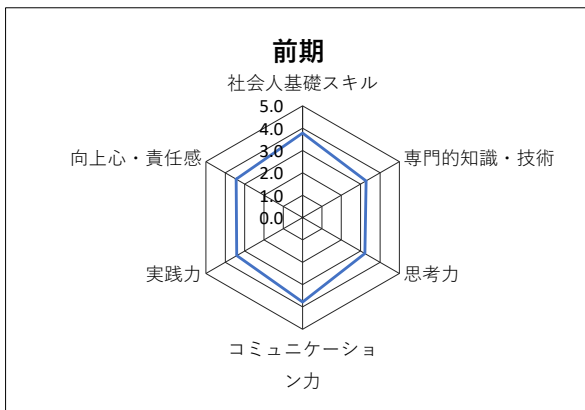 前期
社会人基礎スキル
5.0
4.0
3.0
2.0
1.0
0.0
専門的知識・技術
思考力
コミュニケーショ
ン力
実践力
向上心・責任感